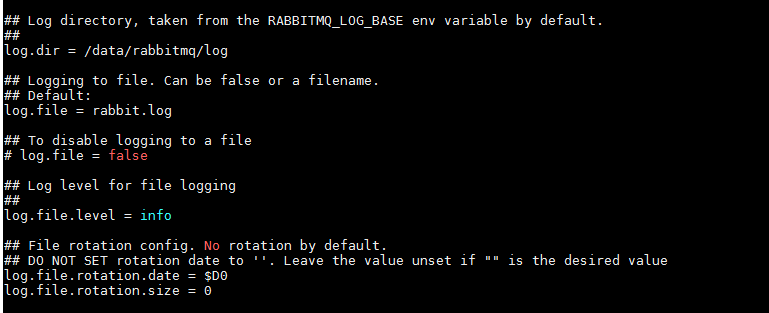 ## Log directory, taken from the RABBITMQ_LOG_BASE env variable by default.
##
log.dir = /data/rabbitmq/log
## Logging to file. Can be false or a filename.
## Default:
log.file = rabbit.log
## To disable logging to a file
# log.file = false
## Log level for file logging
##
log.file.level = info
## File rotation config. No rotation by default.
## DO NOT SET rotation date to ''. Leave the value unset if "" is the desired value
log.file.rotation.date = $D0
log.file.rotation.size = 0